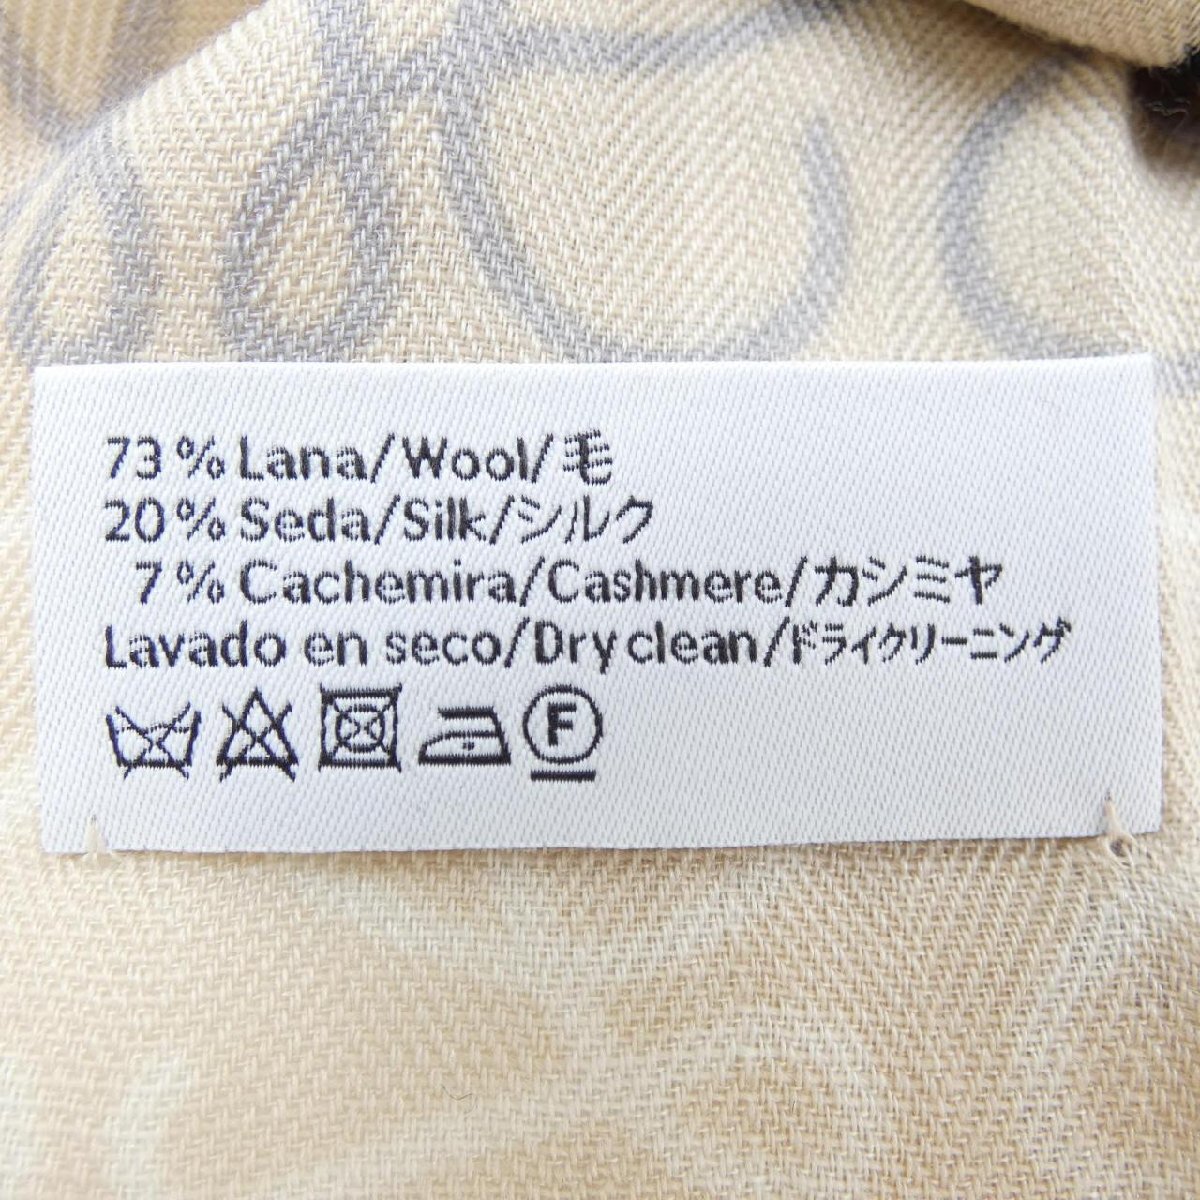 73% Lana/Wool/毛
20% Seda/Silk/シルク
7% Cachemira/Cashmere/カシミヤ
Lavado en seco/Dry clean/ドライクリーニング
F